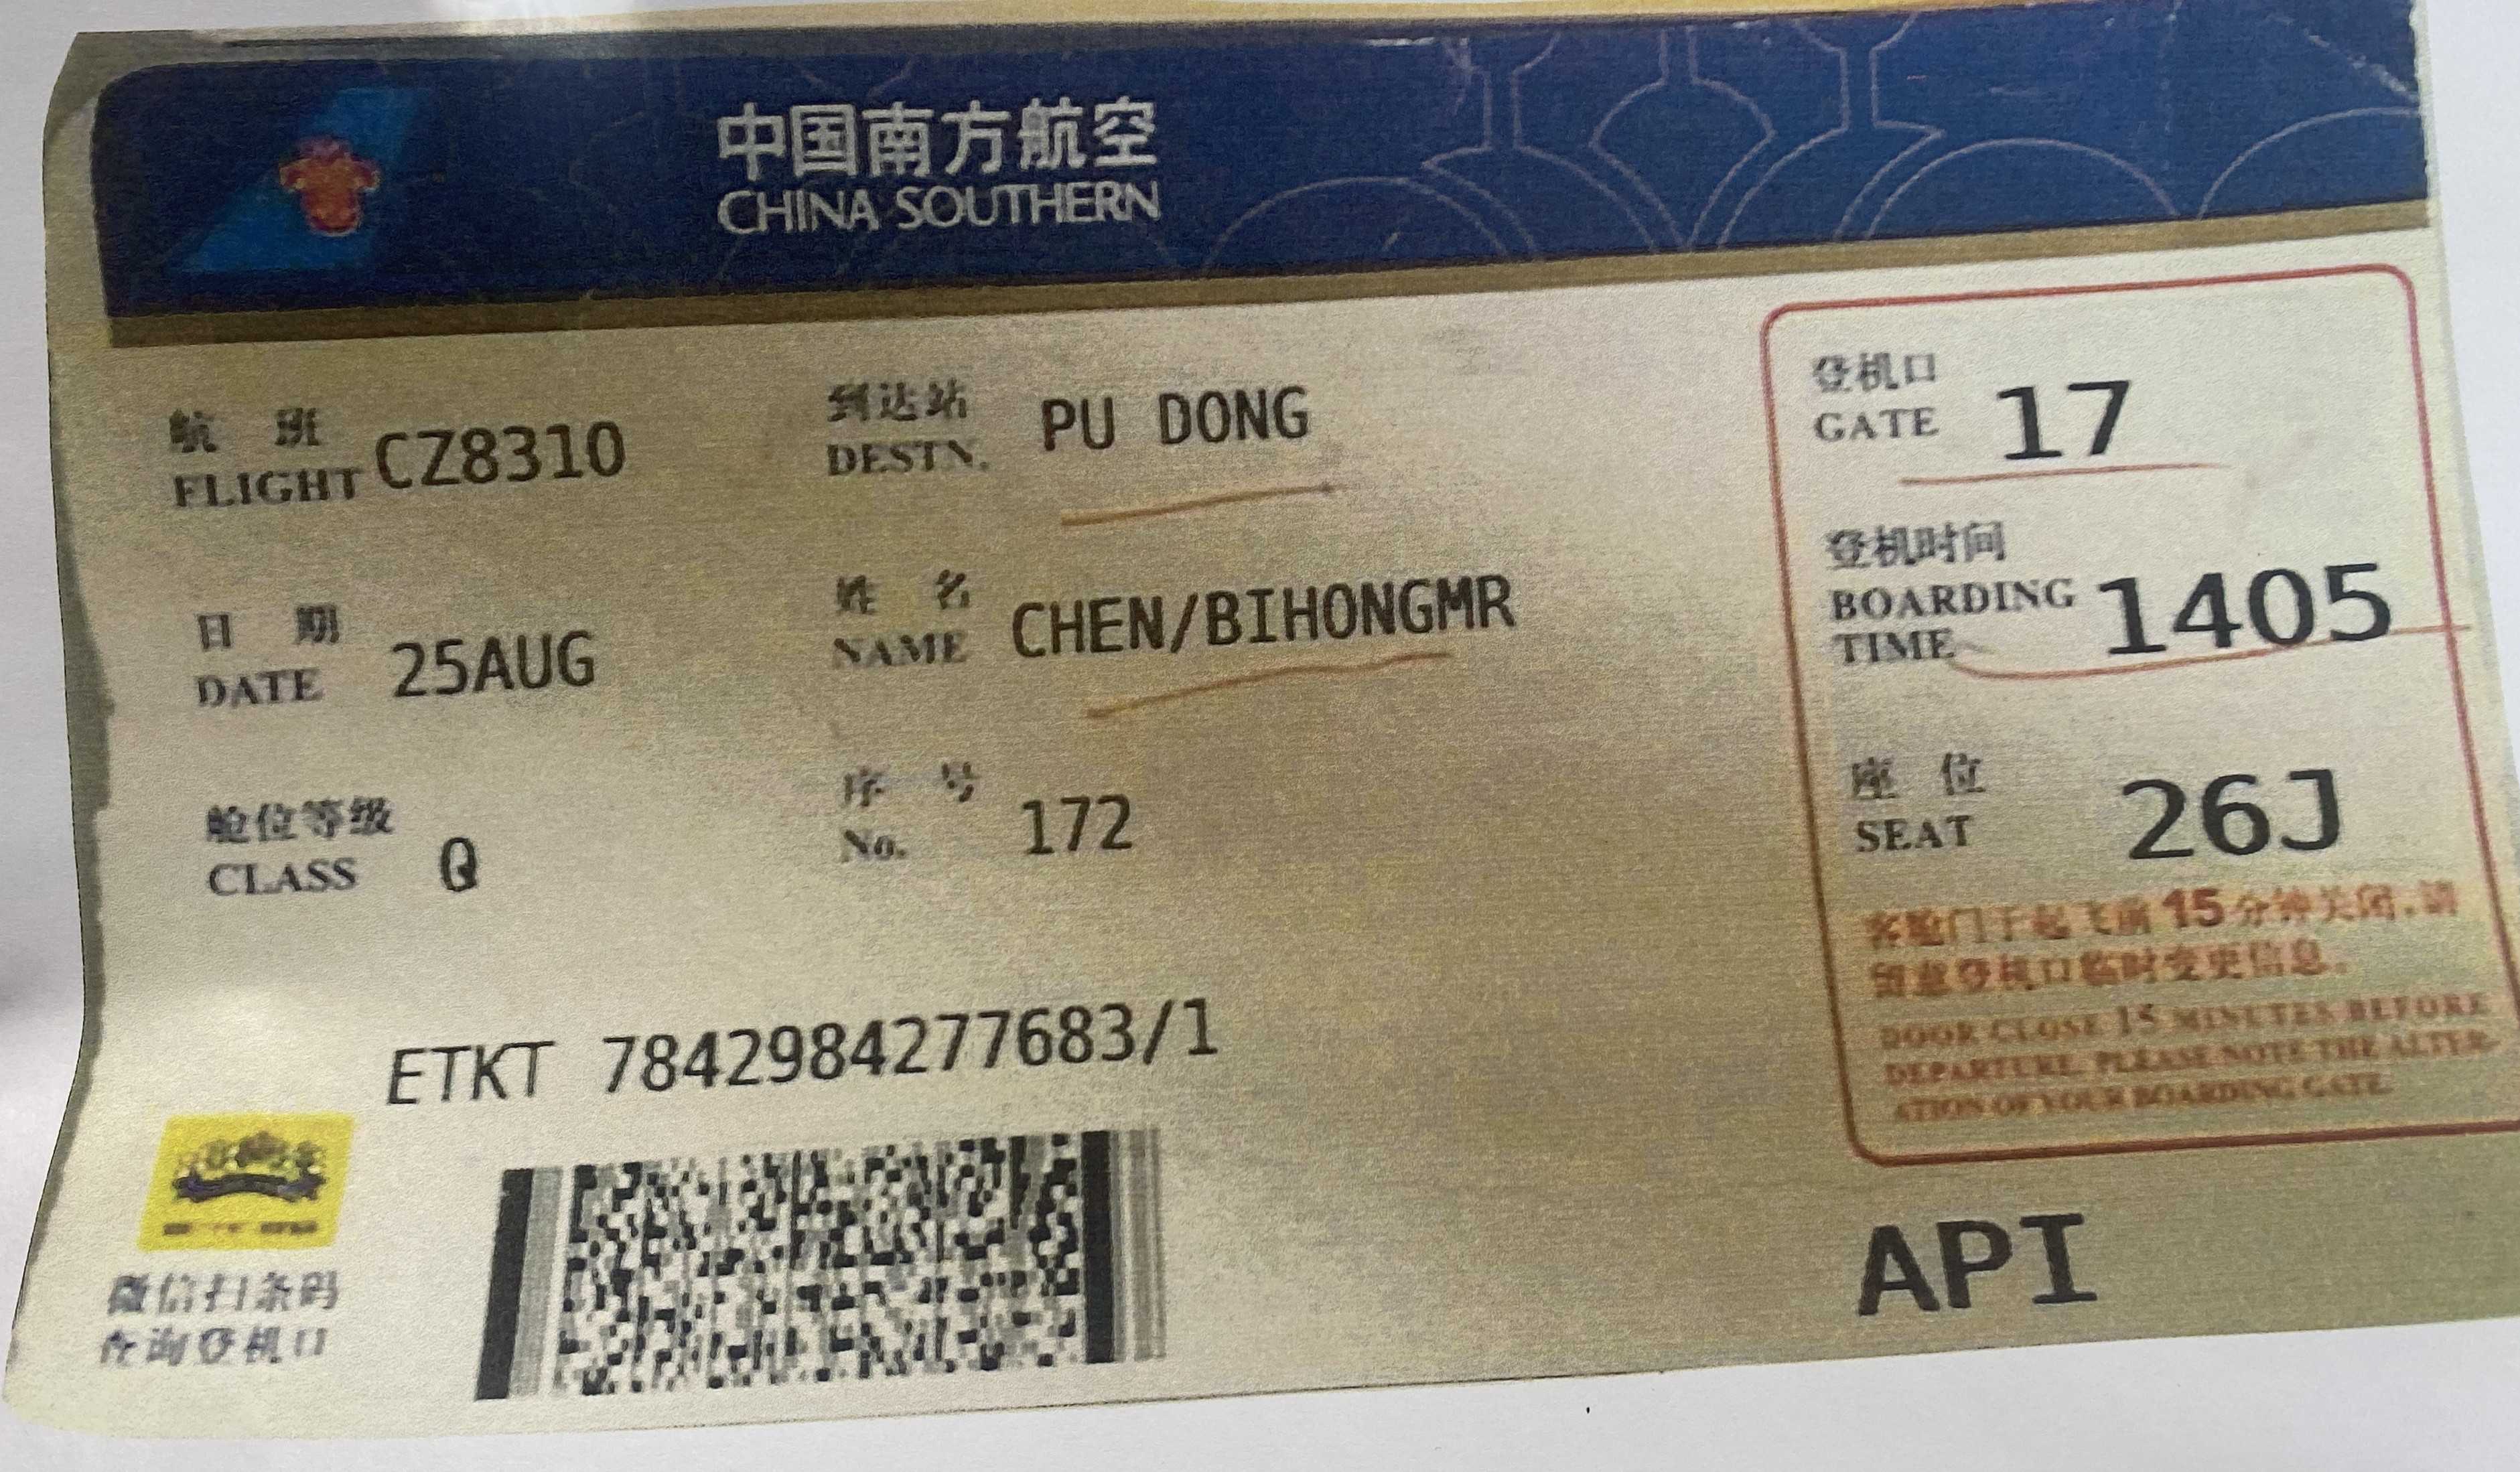 中国南方航空
CHINA SOUTHERN
航 班
FLIGHT CZ8310
到达站
DESTN. PU DONG
日 期
DATE 25AUG
姓 名
NAME CHEN/BIHONGMR
舱位等级
CLASS Q
序 号
No. 172
ETKT 7842984277683/1
微信扫条码
查询登机口
登机口
GATE 17
登机时间
BOARDING
TIME 1405
座 位
SEAT 26J
客舱门于起飞前15分钟关闭,请
留意登机口临时变更信息。
DOOR CLOSE 15 MINUTES BEFORE
DEPARTURE. PLEASE NOTE THE ALTER-
ATION OF YOUR BOARDING GATE
API